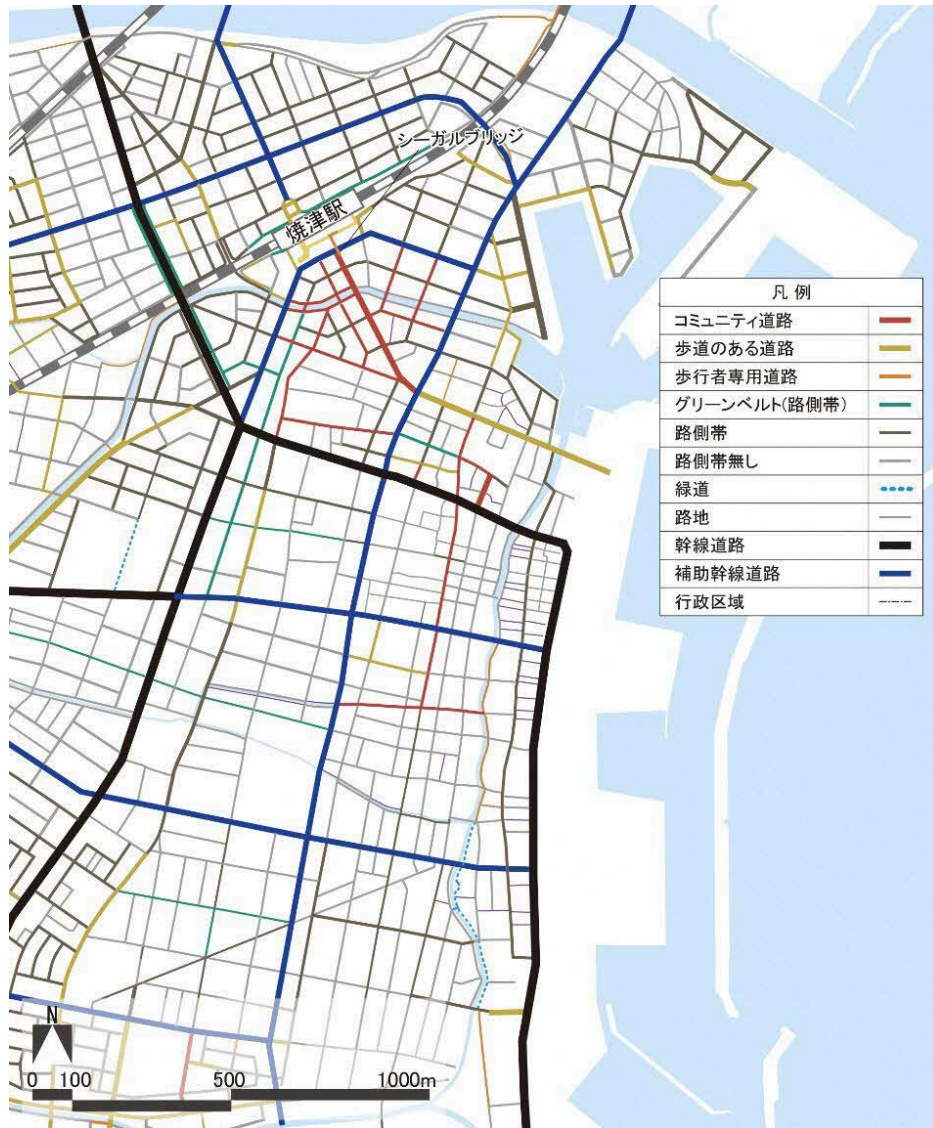 シーガルブリッジ
焼津駅
凡例
コミュニティ道路
歩道のある道路
歩行者専用道路
グリーンベルト(路側帯)
路側帯
路側帯無し
緑道
路地
幹線道路
補助幹線道路
行政区域
N
0 100 500 1000m